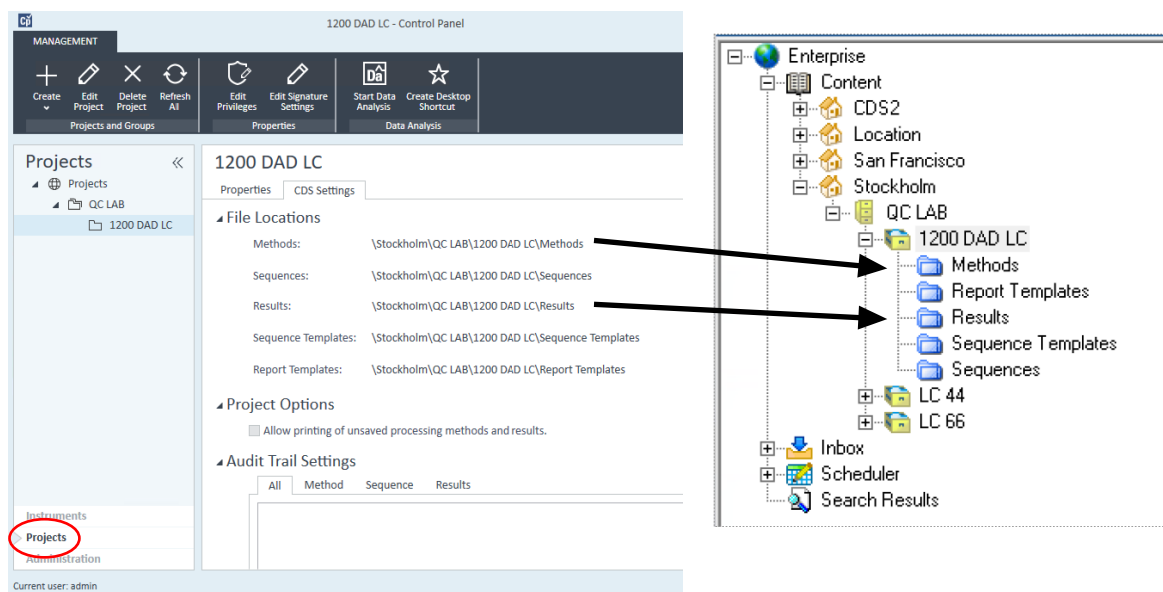 1200 DAD LC - Control Panel
MANAGEMENT
Create
Edit Project
Delete Project
Refresh All
Projects and Groups
Edit Privileges
Edit Signature Settings
Properties
Start Data Analysis
Create Desktop Shortcut
Data Analysis
Projects
Projects
QC LAB
1200 DAD LC
Instruments
Projects
Administration
Current user: admin
1200 DAD LC
Properties CDS Settings
File Locations
Methods: \Stockholm\QC LAB\1200 DAD LC\Methods
Sequences: \Stockholm\QC LAB\1200 DAD LC\Sequences
Results: \Stockholm\QC LAB\1200 DAD LC\Results
Sequence Templates: \Stockholm\QC LAB\1200 DAD LC\Sequence Templates
Report Templates: \Stockholm\QC LAB\1200 DAD LC\Report Templates
Project Options
Allow printing of unsaved processing methods and results.
Audit Trail Settings
All Method Sequence Results
Enterprise
Content
CDS2
Location
San Francisco
Stockholm
QC LAB
1200 DAD LC
Methods
Report Templates
Results
Sequence Templates
Sequences
LC 44
LC 66
Inbox
Scheduler
Search Results